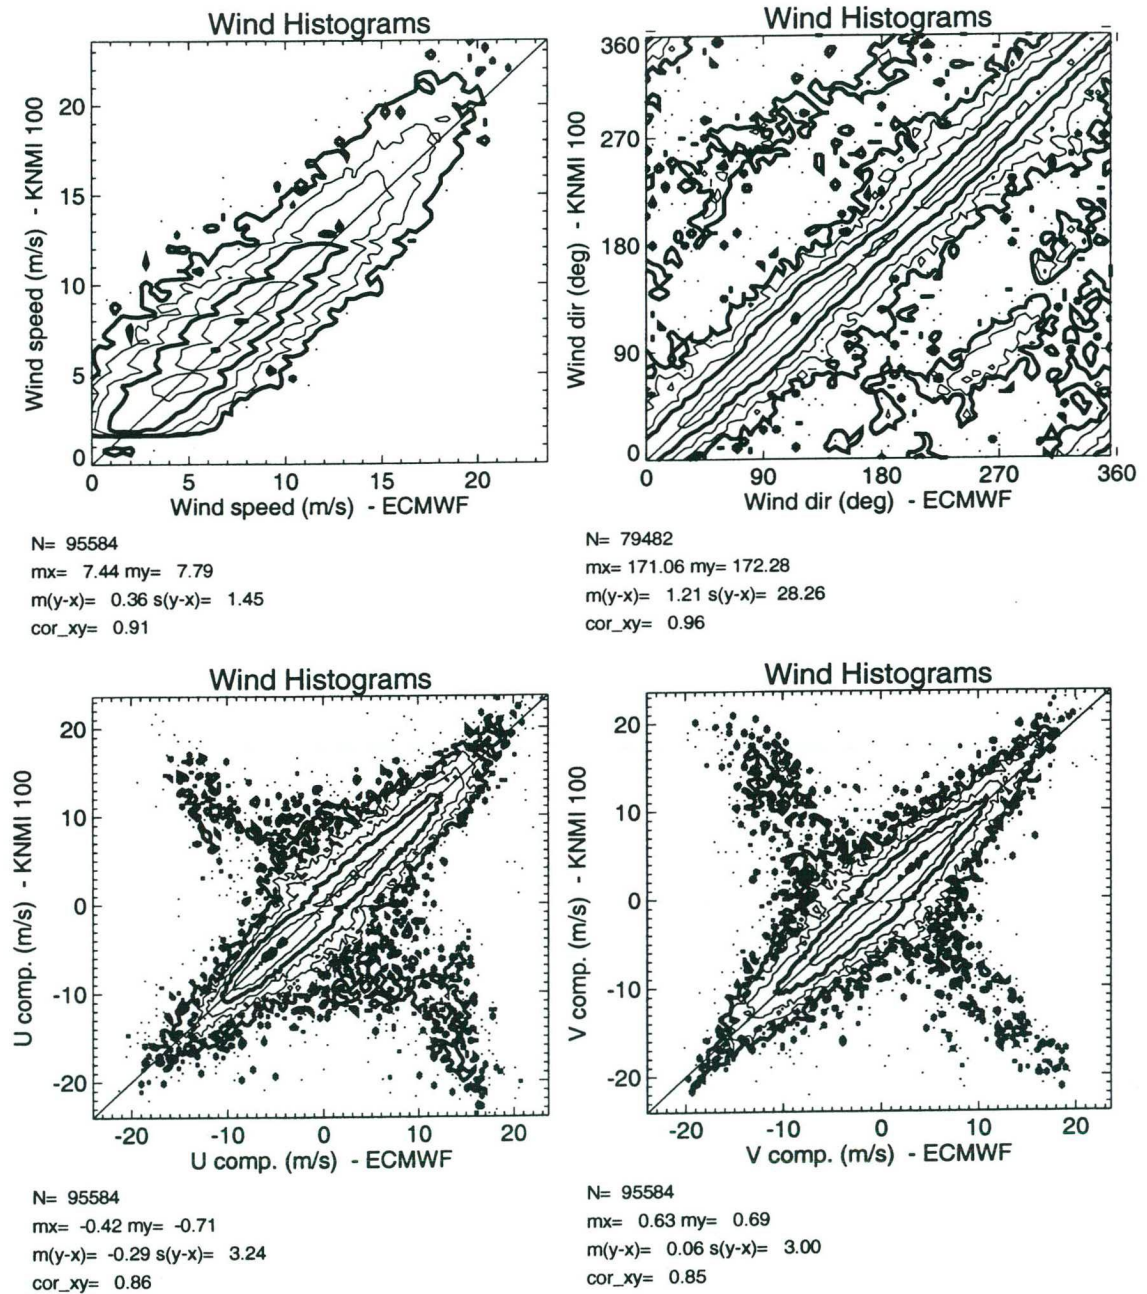 Wind Histograms
Wind speed (m/s) - KNMI 100
20
15
10
5
0
0 5 10 15 20
Wind speed (m/s) - ECMWF
N= 95584
mx= 7.44 my= 7.79
m(y-x)= 0.36 s(y-x)= 1.45
cor_xy= 0.91
Wind Histograms
Wind dir (deg) - KNMI 100
360
270
180
90
0
0 90 180 270 360
Wind dir (deg) - ECMWF
N= 79482
mx= 171.06 my= 172.28
m(y-x)= 1.21 s(y-x)= 28.26
cor_xy= 0.96
Wind Histograms
U comp. (m/s) - KNMI 100
20
10
0
-10
-20
-20 -10 0 10 20
U comp. (m/s) - ECMWF
N= 95584
mx= -0.42 my= -0.71
m(y-x)= -0.29 s(y-x)= 3.24
cor_xy= 0.86
Wind Histograms
V comp. (m/s) - KNMI 100
20
10
0
-10
-20
-20 -10 0 10 20
V comp. (m/s) - ECMWF
N= 95584
mx= 0.63 my= 0.69
m(y-x)= 0.06 s(y-x)= 3.00
cor_xy= 0.85